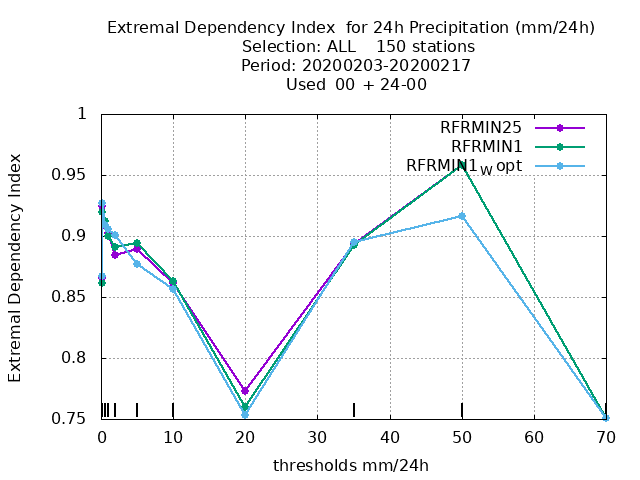 Extremal Dependency Index  for 24h Precipitation (mm/24h)
Selection: ALL    150 stations
Period: 20200203-20200217
Used  00 + 24-00
RFRMIN25
RFRMIN1
RFRMIN1W opt
Extremal Dependency Index
1
0.95
0.9
0.85
0.8
0.75
0 10 20 30 40 50 60 70
thresholds mm/24h